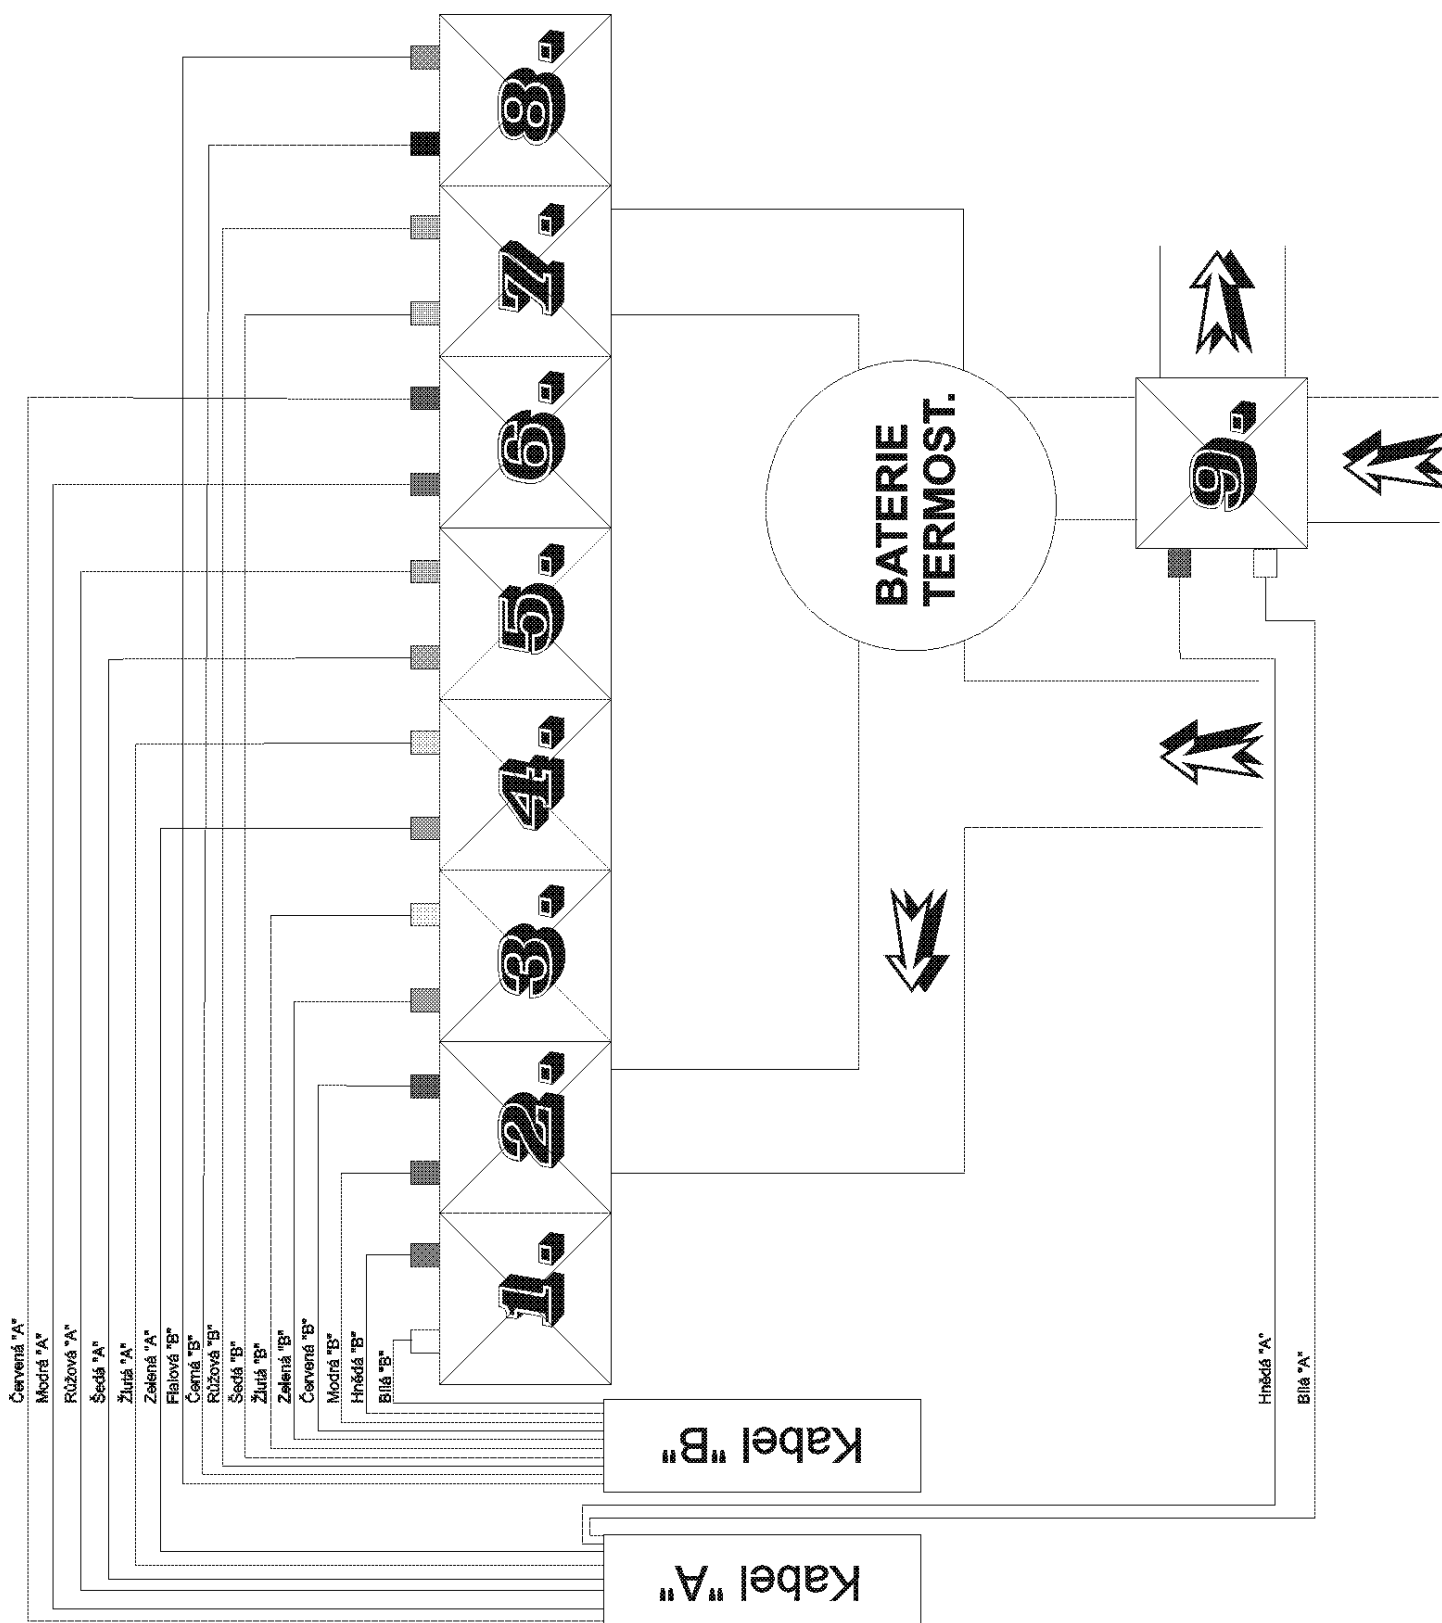 8.
7.
6.
5.
4.
3.
2.
1.
9.
BATERIE
TERMOST.
Červená "A"
Modrá "A"
Růžová "A"
Šedá "A"
Žlutá "A"
Zelená "A"
Fialová "B"
Černá "B"
Růžová "B"
Šedá "B"
Žlutá "B"
Zelená "B"
Červená "B"
Modrá "B"
Hnědá "B"
Bílá "B"
Hnědá "A"
Bílá "A"
Kabel "B"
Kabel "A"